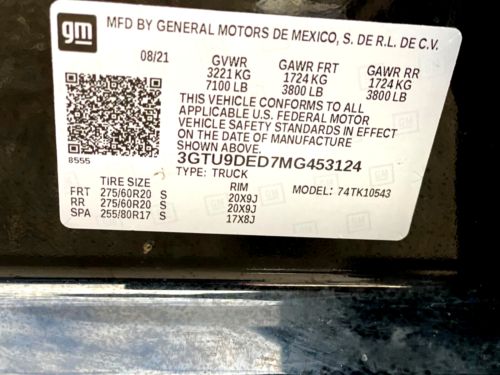 gm
MFD BY GENERAL MOTORS DE MEXICO, S. DE R.L. DE C.V.
08/21 GVWR GAWR FRT GAWR RR
3221 KG 1724 KG 1724 KG
7100 LB 3800 LB 3800 LB
THIS VEHICLE CONFORMS TO ALL
APPLICABLE U.S. FEDERAL MOTOR
VEHICLE SAFETY STANDARDS IN EFFECT
ON THE DATE OF MANUFACTURE
SHOWN ABOVE.
8555
3GTU9DED7MG453124
TYPE: TRUCK
TIRE SIZE RIM MODEL: 74TK10543
FRT 275/60R20 S 20X9J
RR 275/60R20 S 20X9J
SPA 255/80R17 S 17X8J